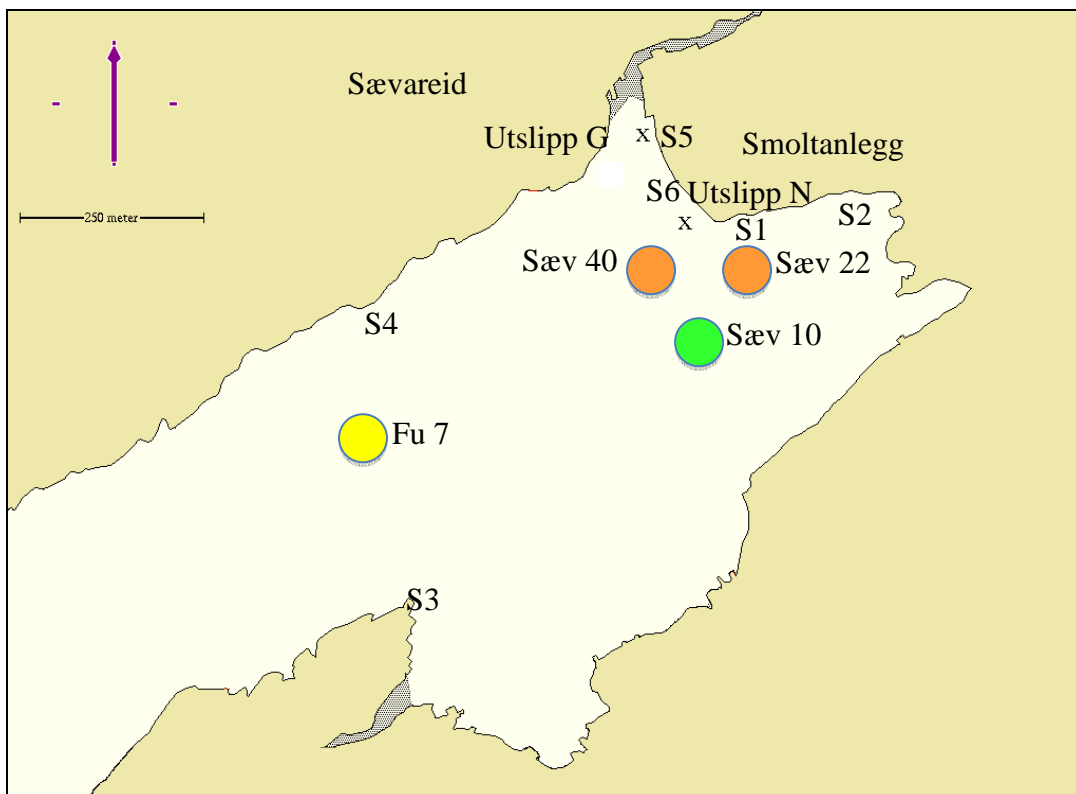 Sævareid
Utslipp G
x
S5
Smoltanlegg
S6
Utslipp N
x
S2
S1
250 meter
Sæv 40
Sæv 22
S4
Sæv 10
Fu 7
S3